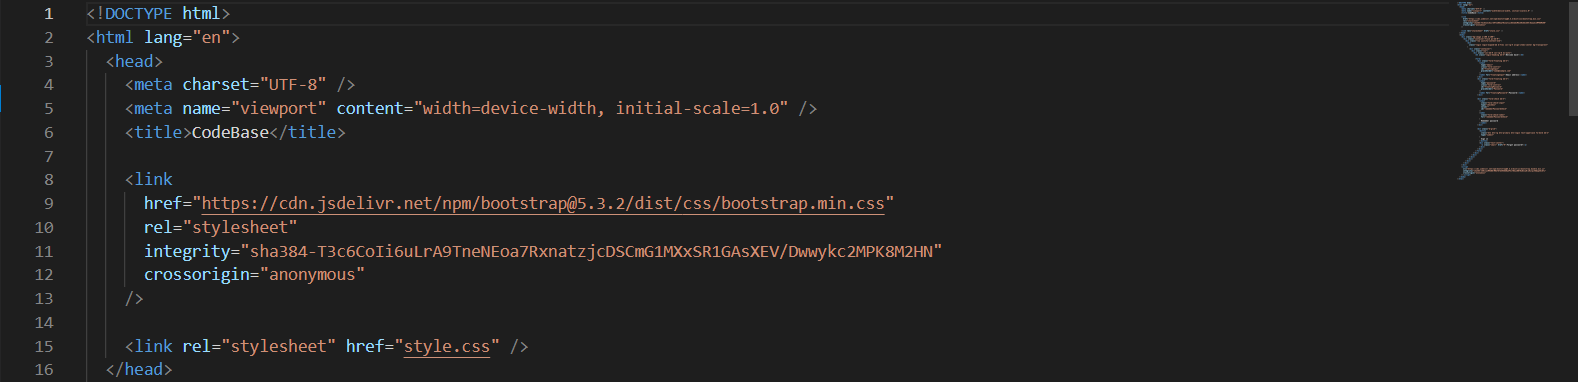 1 <!DOCTYPE html>
2 <html lang="en">
3 <head>
4 <meta charset="UTF-8" />
5 <meta name="viewport" content="width=device-width, initial-scale=1.0" />
6 <title>CodeBase</title>
7
8 <link
9 href="https://cdn.jsdelivr.net/npm/bootstrap@5.3.2/dist/css/bootstrap.min.css"
10 rel="stylesheet"
11 integrity="sha384-T3c6CoIi6uLrA9TneNEoa7RxnatzjcDSCmG1MXxSR1GAsXEV/Dwwykc2MPK8M2HN"
12 crossorigin="anonymous"
13 />
14
15 <link rel="stylesheet" href="style.css" />
16 </head>